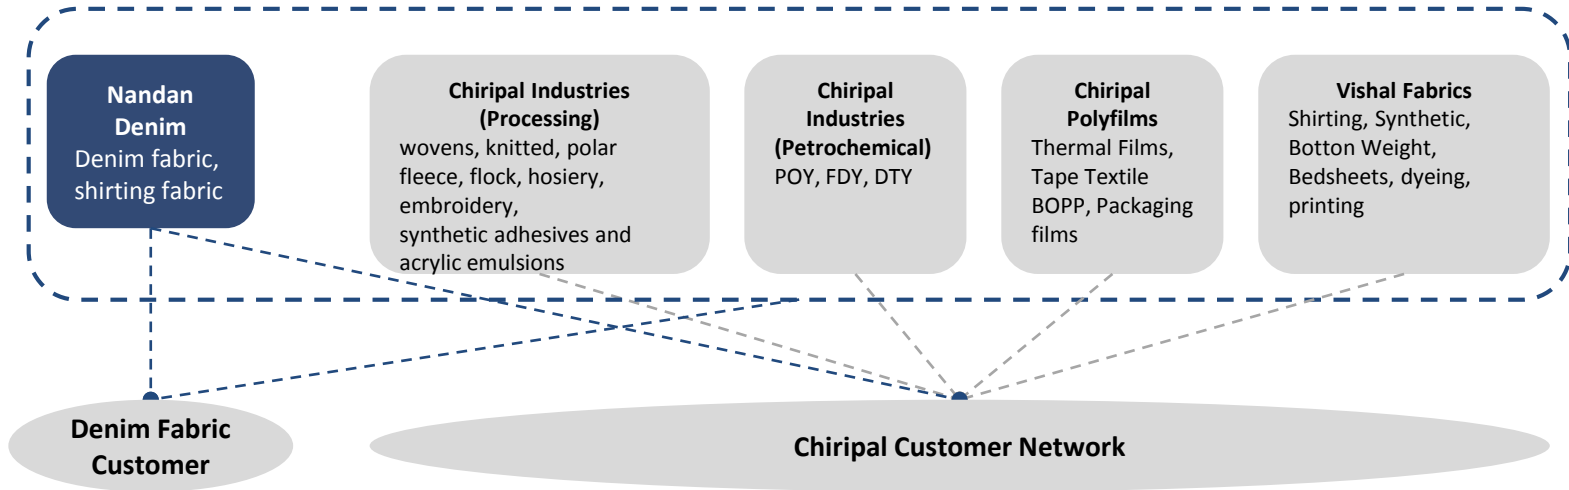 Nandan
Denim
Denim fabric,
shirting fabric
Chiripal Industries
(Processing)
wovens, knitted, polar
fleece, flock, hosiery,
embroidery,
synthetic adhesives and
acrylic emulsions
Chiripal
Industries
(Petrochemical)
POY, FDY, DTY
Chiripal
Polyfilms
Thermal Films,
Tape Textile
BOPP, Packaging
films
Vishal Fabrics
Shirting, Synthetic,
Botton Weight,
Bedsheets, dyeing,
printing
Denim Fabric
Customer
Chiripal Customer Network